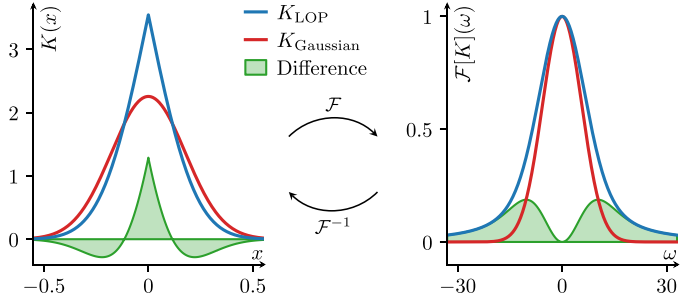 K(x)
3
2
1
0
−0.5
0
0.5
x
K_LOP
K_Gaussian
Difference
ℱ
ℱ⁻¹
ℱ[K](ω)
1
0.5
0
−30
0
30
ω